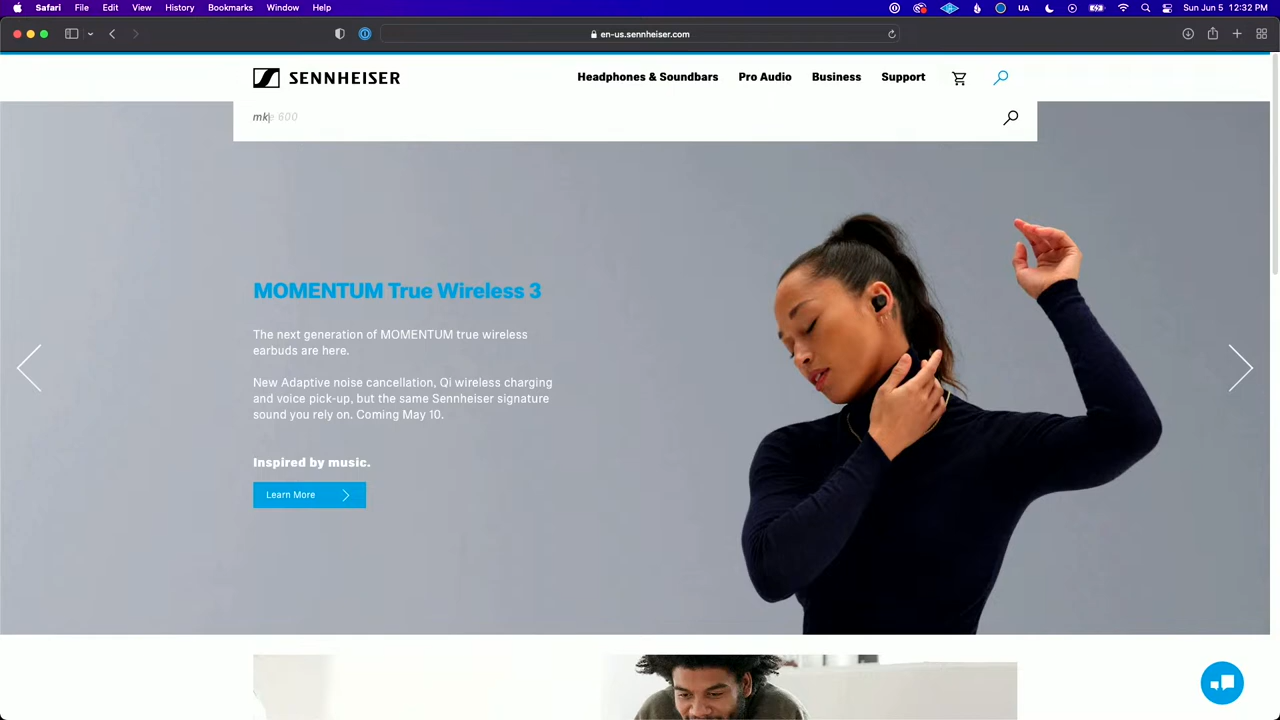 Safari File Edit View History Bookmarks Window Help UA Sun Jun 5 12:32 PM
en-us.sennheiser.com
SENNHEISER Headphones & Soundbars Pro Audio Business Support
mke 600
MOMENTUM True Wireless 3
The next generation of MOMENTUM true wireless
earbuds are here.
New Adaptive noise cancellation, Qi wireless charging
and voice pick-up, but the same Sennheiser signature
sound you rely on. Coming May 10.
Inspired by music.
Learn More